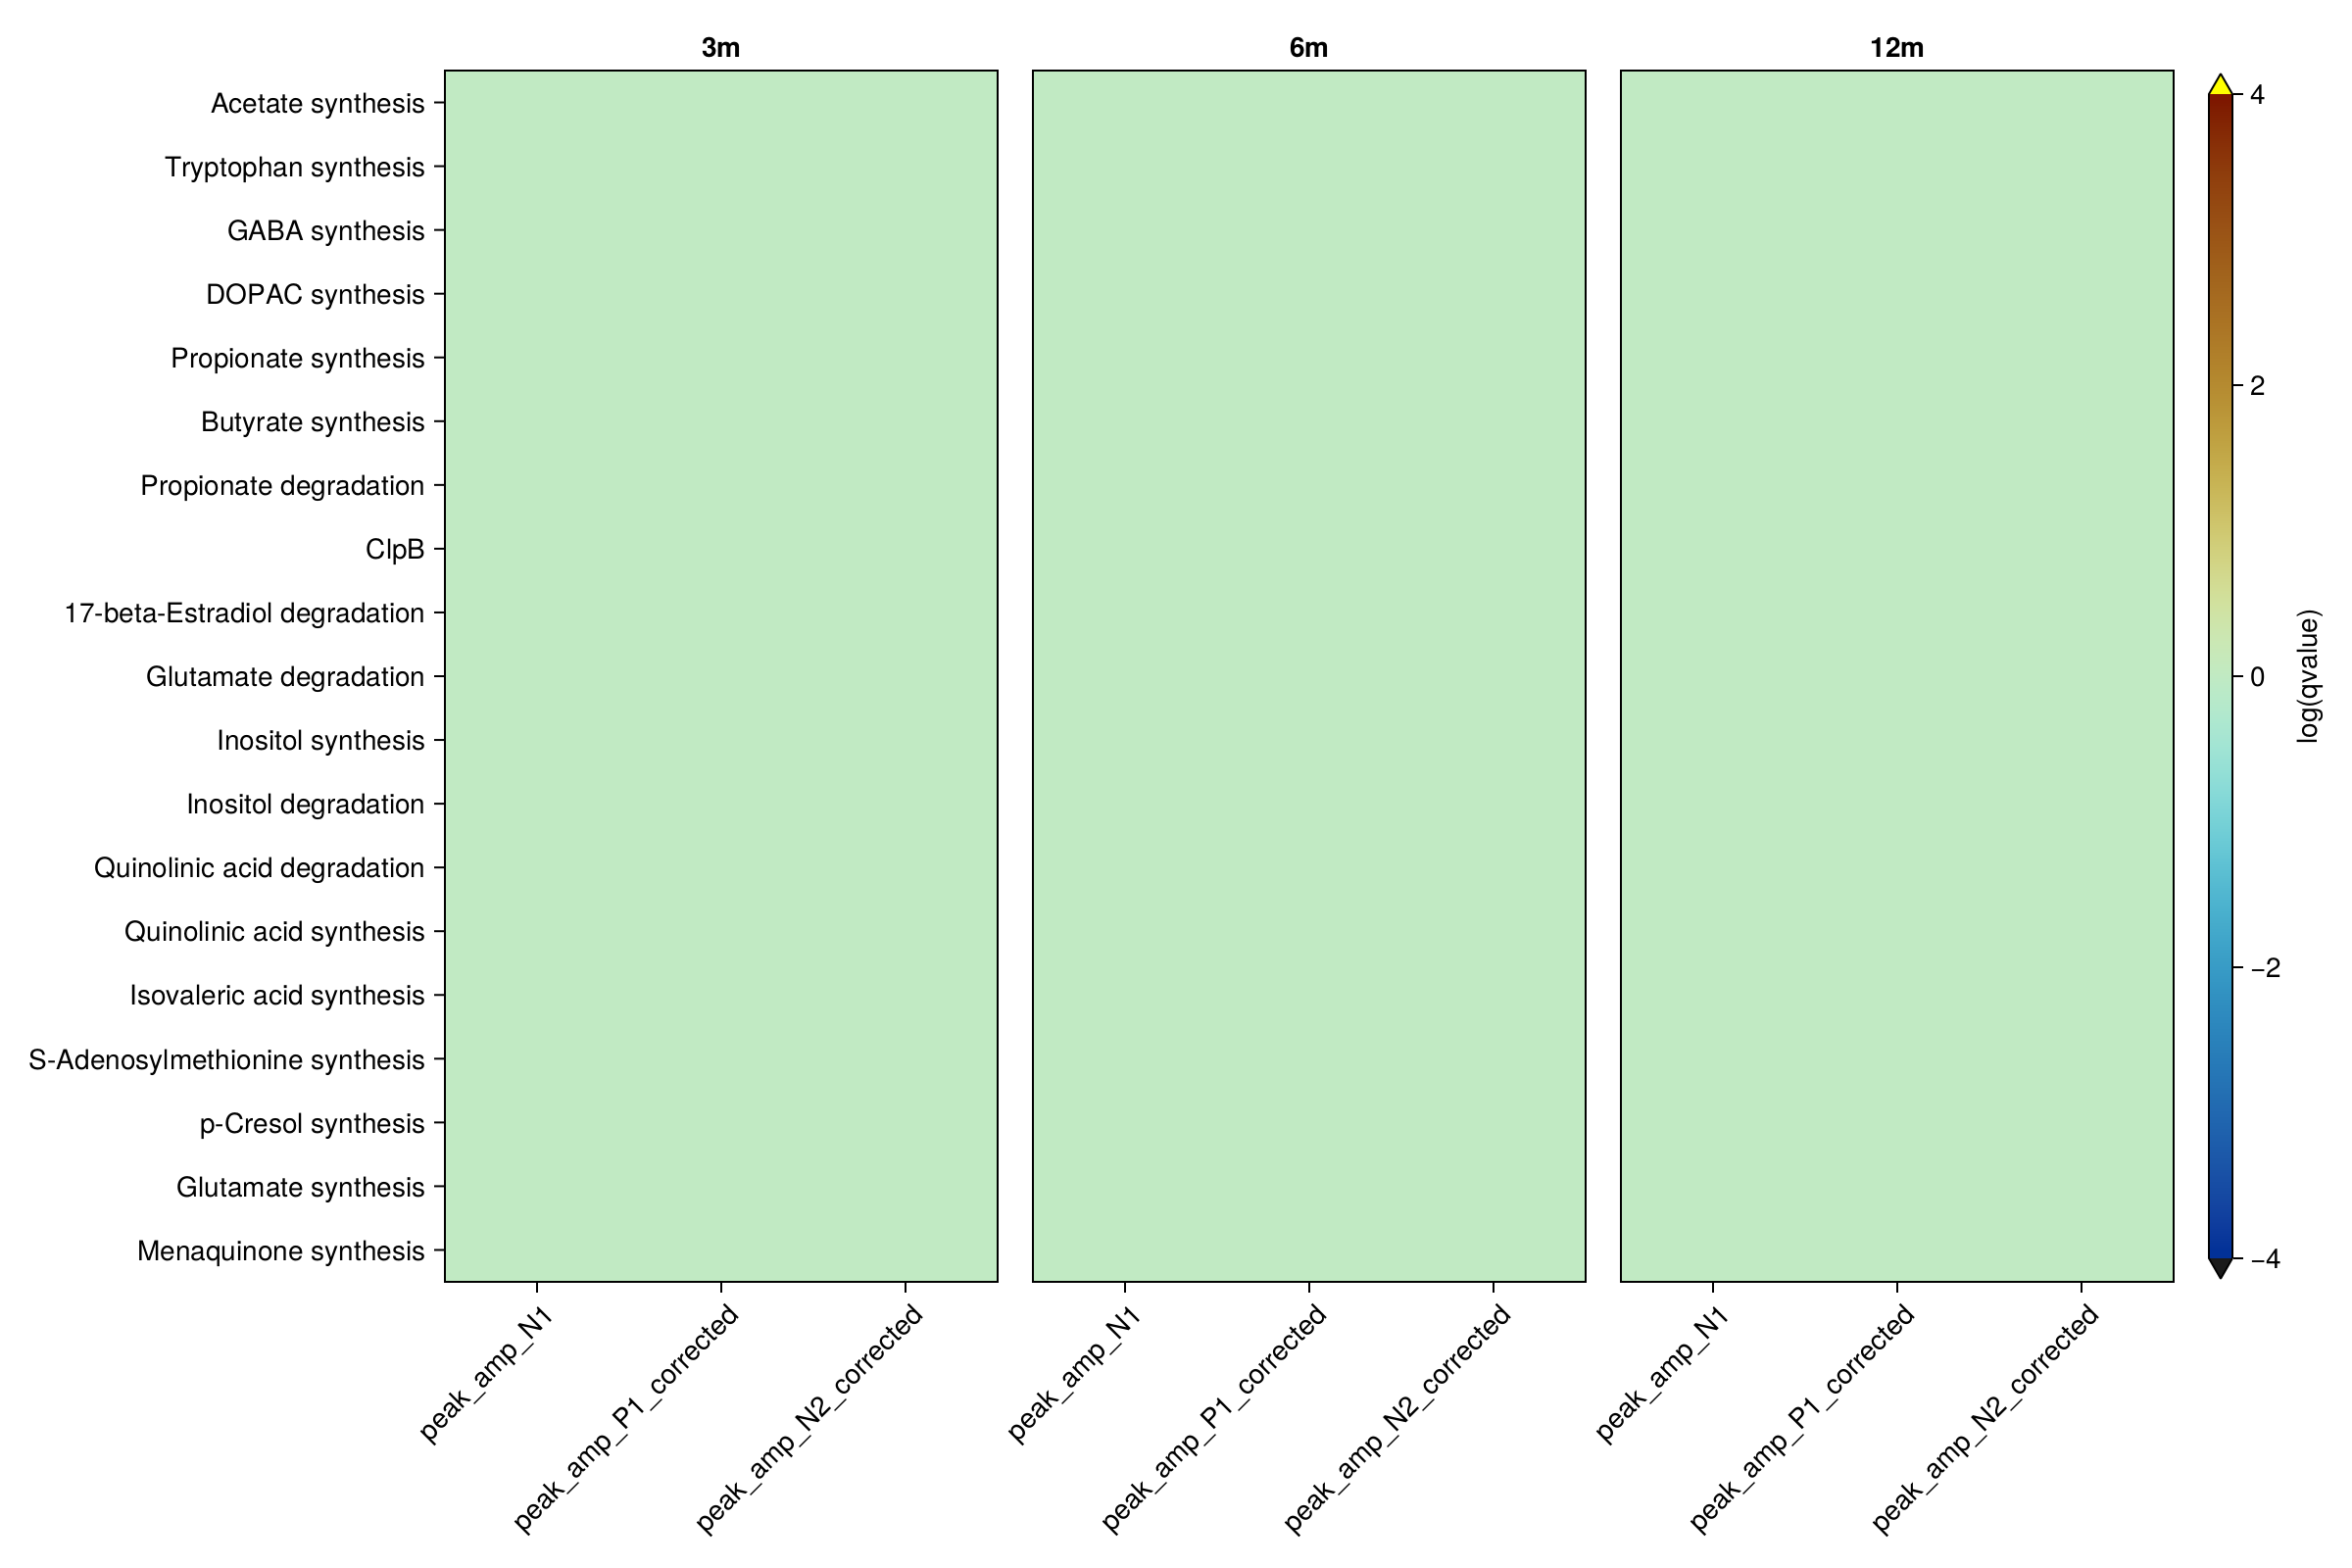 3m
6m
12m
Acetate synthesis
Tryptophan synthesis
GABA synthesis
DOPAC synthesis
Propionate synthesis
Butyrate synthesis
Propionate degradation
ClpB
17-beta-Estradiol degradation
Glutamate degradation
Inositol synthesis
Inositol degradation
Quinolinic acid degradation
Quinolinic acid synthesis
Isovaleric acid synthesis
S-Adenosylmethionine synthesis
p-Cresol synthesis
Glutamate synthesis
Menaquinone synthesis
peak_amp_N1
peak_amp_P1_corrected
peak_amp_N2_corrected
peak_amp_N1
peak_amp_P1_corrected
peak_amp_N2_corrected
peak_amp_N1
peak_amp_P1_corrected
peak_amp_N2_corrected
4
2
0
−2
−4
log(qvalue)